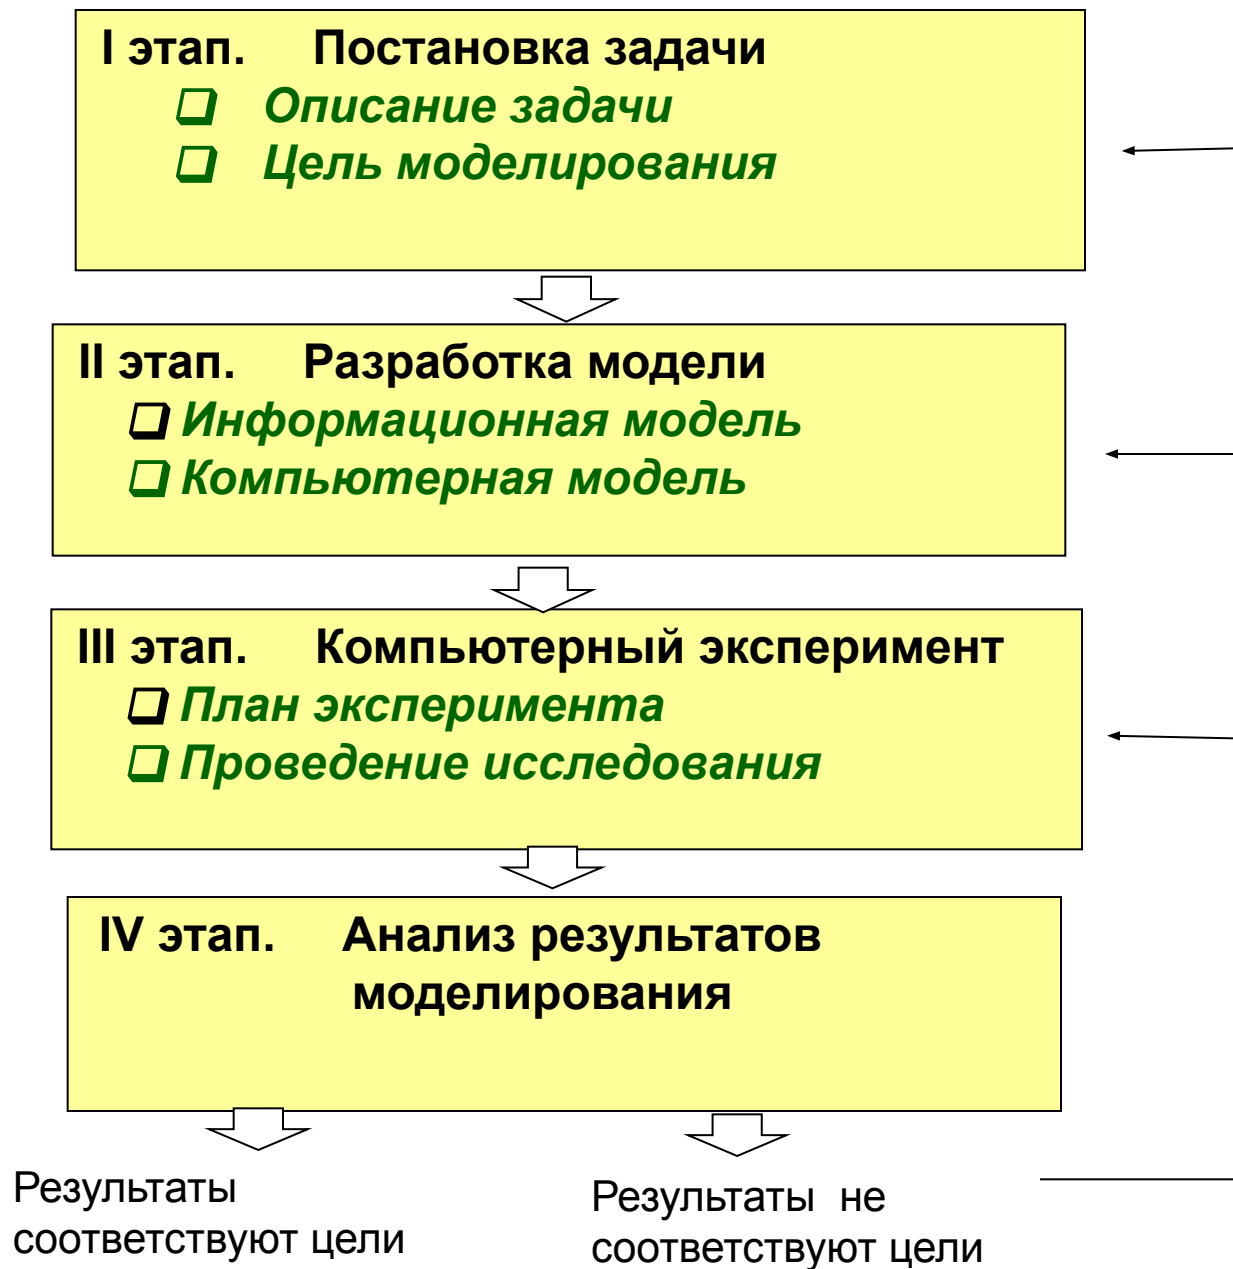 I этап. Постановка задачи
Описание задачи
Цель моделирования
II этап. Разработка модели
Информационная модель
Компьютерная модель
III этап. Компьютерный эксперимент
План эксперимента
Проведение исследования
IV этап. Анализ результатов
моделирования
Результаты
соответствуют цели
Результаты не
соответствуют цели